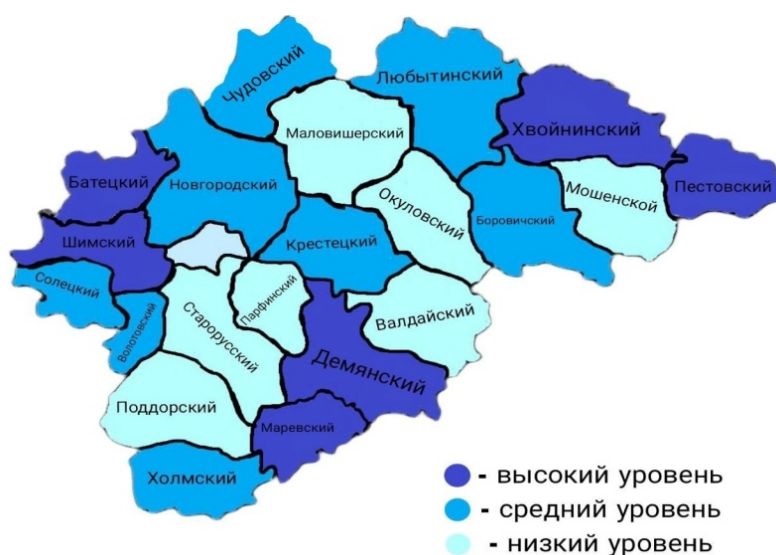 Чудовский
Любытинский
Маловишерский
Хвойнинский
Батецкий
Новгородский
Окуловский
Мошенской
Пестовский
Боровичский
Шимский
Крестецкий
Солецкий
Волотовский
Старорусский
Парфинский
Валдайский
Демянский
Поддорский
Маревский
Холмский
- высокий уровень
- средний уровень
- низкий уровень